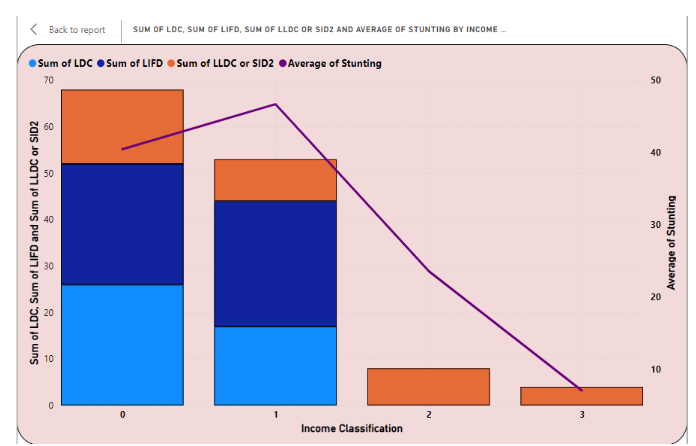 Back to report
SUM OF LDC, SUM OF LIFD, SUM OF LLDC OR SID2 AND AVERAGE OF STUNTING BY INCOME ...
Sum of LDC Sum of LIFD Sum of LLDC or SID2 Average of Stunting
70
60
50
40
30
20
10
0
Sum of LDC, Sum of LIFD and Sum of LLDC or SID2
50
40
30
20
10
Average of Stunting
0 1 2 3
Income Classification